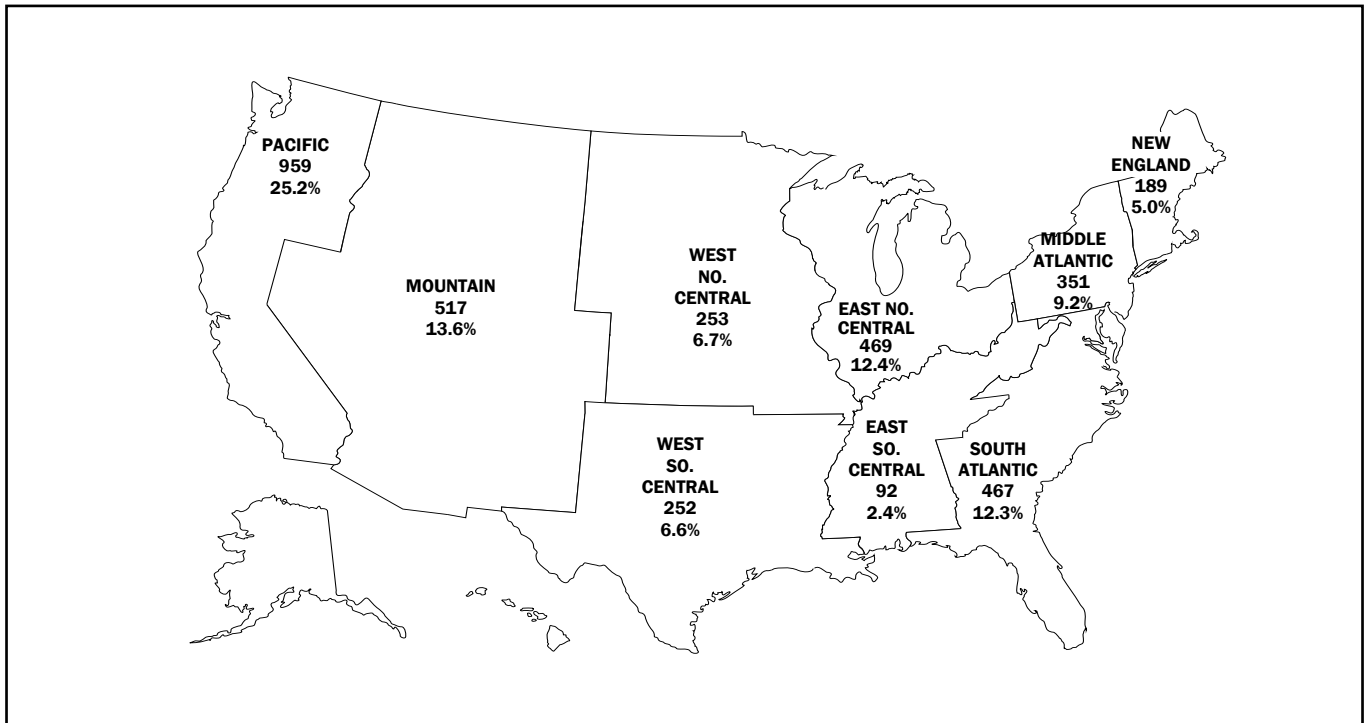 PACIFIC
959
25.2%
MOUNTAIN
517
13.6%
WEST
NO.
CENTRAL
253
6.7%
WEST
SO.
CENTRAL
252
6.6%
EAST NO.
CENTRAL
469
12.4%
EAST
SO.
CENTRAL
92
2.4%
SOUTH
ATLANTIC
467
12.3%
MIDDLE
ATLANTIC
351
9.2%
NEW
ENGLAND
189
5.0%